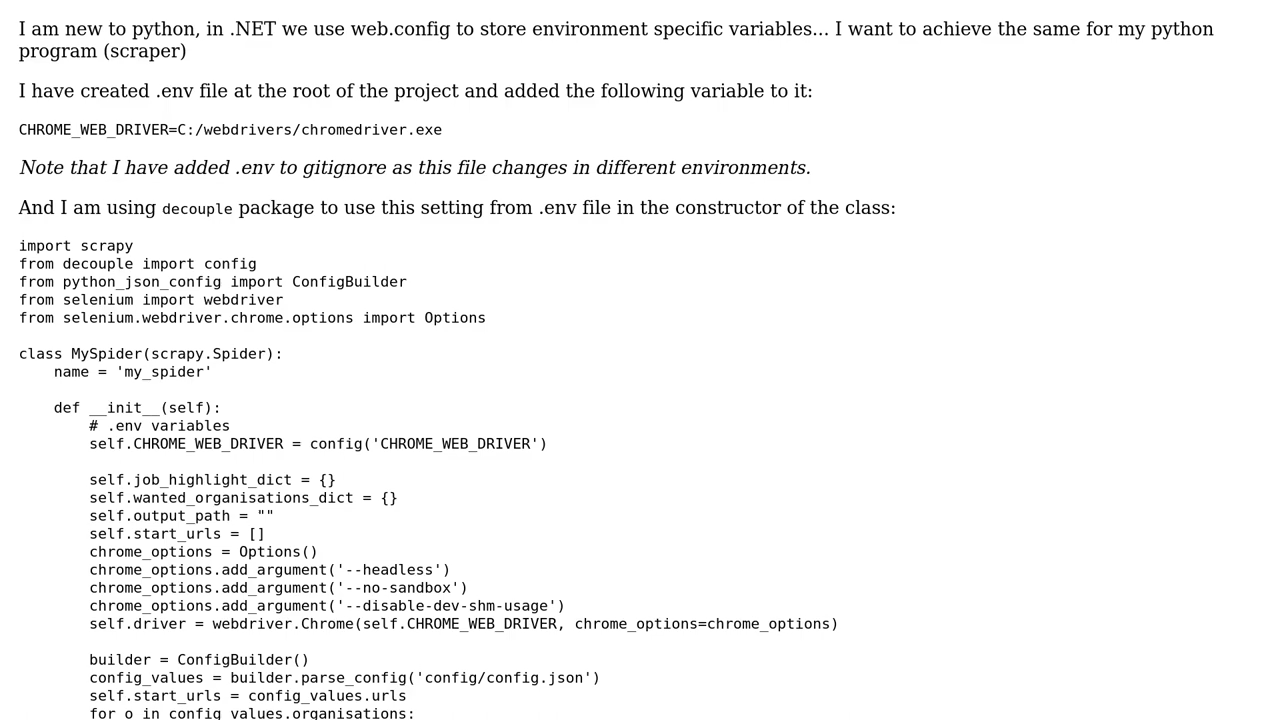 I am new to python, in .NET we use web.config to store environment specific variables... I want to achieve the same for my python
program (scraper)
I have created .env file at the root of the project and added the following variable to it:
CHROME_WEB_DRIVER=C:/webdrivers/chromedriver.exe
Note that I have added .env to gitignore as this file changes in different environments.
And I am using decouple package to use this setting from .env file in the constructor of the class:
import scrapy
from decouple import config
from python_json_config import ConfigBuilder
from selenium import webdriver
from selenium.webdriver.chrome.options import Options
class MySpider(scrapy.Spider):
    name = 'my_spider'
    def __init__(self):
        # .env variables
        self.CHROME_WEB_DRIVER = config('CHROME_WEB_DRIVER')
        self.job_highlight_dict = {}
        self.wanted_organisations_dict = {}
        self.output_path = ""
        self.start_urls = []
        chrome_options = Options()
        chrome_options.add_argument('--headless')
        chrome_options.add_argument('--no-sandbox')
        chrome_options.add_argument('--disable-dev-shm-usage')
        self.driver = webdriver.Chrome(self.CHROME_WEB_DRIVER, chrome_options=chrome_options)
        builder = ConfigBuilder()
        config_values = builder.parse_config('config/config.json')
        self.start_urls = config_values.urls
        for o in config_values.organisations: